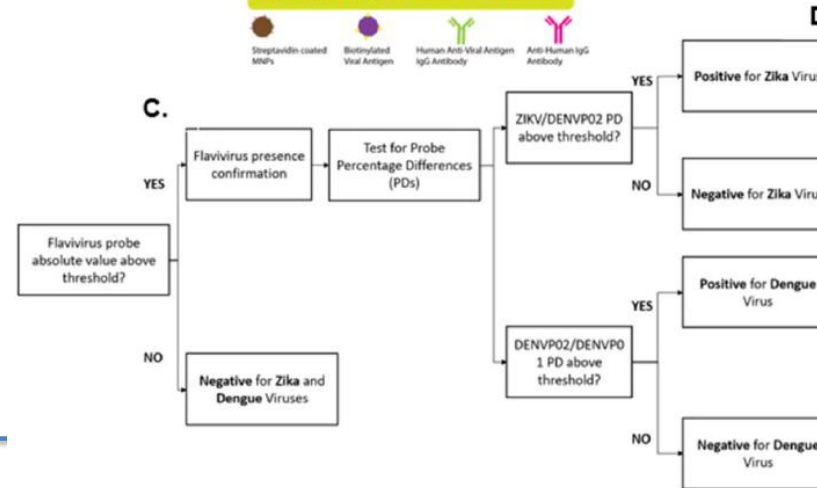 Streptavidin coated
MNPs
Biotinylated
Viral Antigen
Human Anti-Viral Antigen
IgG Antibody
Anti-Human IgG
Antibody
C.
Flavivirus probe
absolute value above
threshold?
YES
NO
Flavivirus presence
confirmation
Negative for Zika and
Dengue Viruses
Test for Probe
Percentage Differences
(PDs)
ZIKV/DENVP02 PD
above threshold?
YES
NO
Positive for Zika Virus
Negative for Zika Viru
DENVP02/DENVP0
1 PD above
threshold?
YES
NO
Positive for Dengue
Virus
Negative for Dengue
Virus